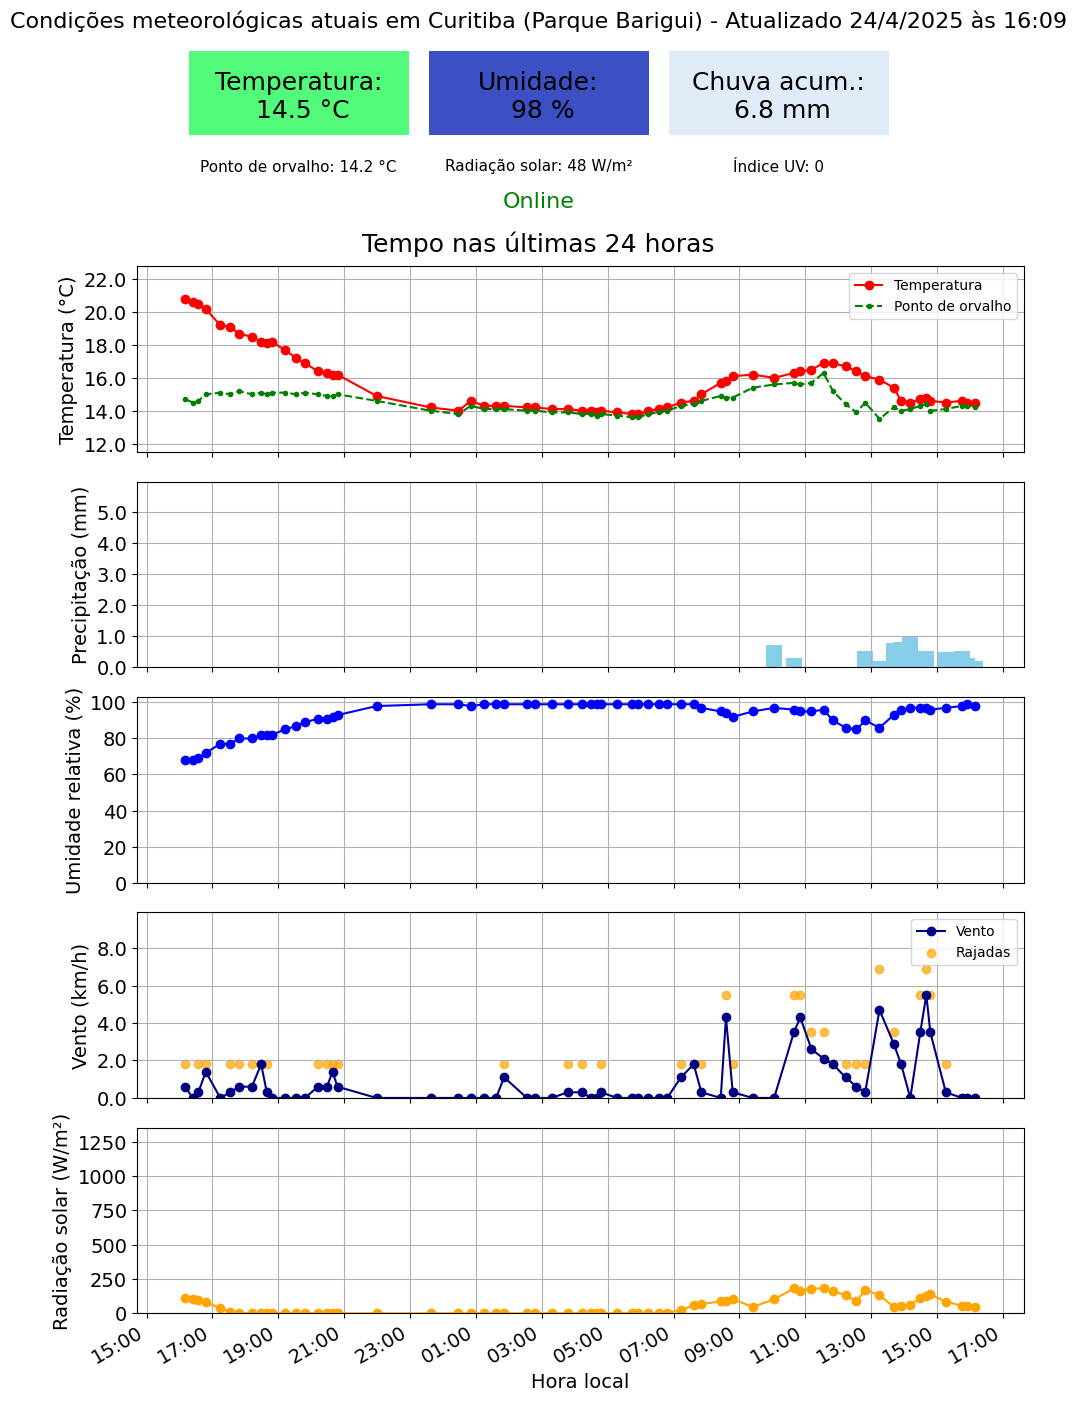 Condições meteorológicas atuais em Curitiba (Parque Barigui) - Atualizado 24/4/2025 às 16:09
Temperatura:
14.5 °C
Umidade:
98 %
Chuva acum.:
6.8 mm
Ponto de orvalho: 14.2 °C
Radiação solar: 48 W/m²
Índice UV: 0
Online
Tempo nas últimas 24 horas
Temperatura (°C)
22.0
20.0
18.0
16.0
14.0
12.0
Temperatura
Ponto de orvalho
Precipitação (mm)
5.0
4.0
3.0
2.0
1.0
0.0
Umidade relativa (%)
100
80
60
40
20
0
Vento (km/h)
8.0
6.0
4.0
2.0
0.0
Vento
Rajadas
Radiação solar (W/m²)
1250
1000
750
500
250
0
15:00
17:00
19:00
21:00
23:00
01:00
03:00
05:00
07:00
09:00
11:00
13:00
15:00
17:00
Hora local